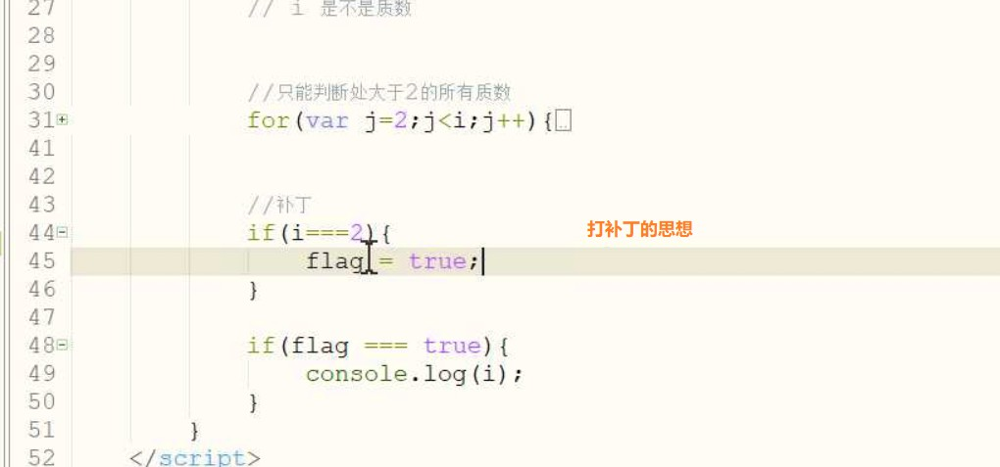 27 // i 是不是质数
28
29
30 //只能判断处大于2的所有质数
31 for(var j=2;j<i;j++){..
41
42
43 //补丁
44 if(i===2){ 打补丁的思想
45 flag = true;
46 }
47
48 if(flag === true){
49 console.log(i);
50 }
51 }
52 </script>